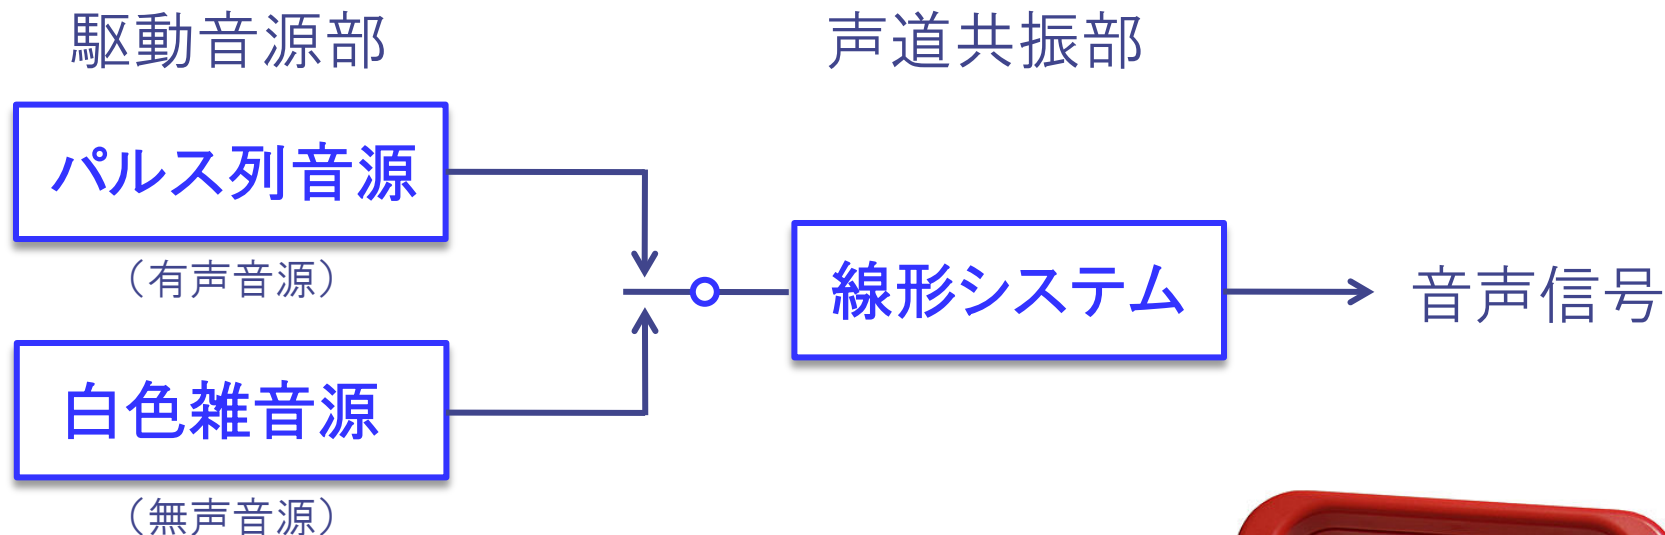 駆動音源部
声道共振部
パルス列音源
（有声音源）
線形システム
音声信号
白色雑音源
（無声音源）